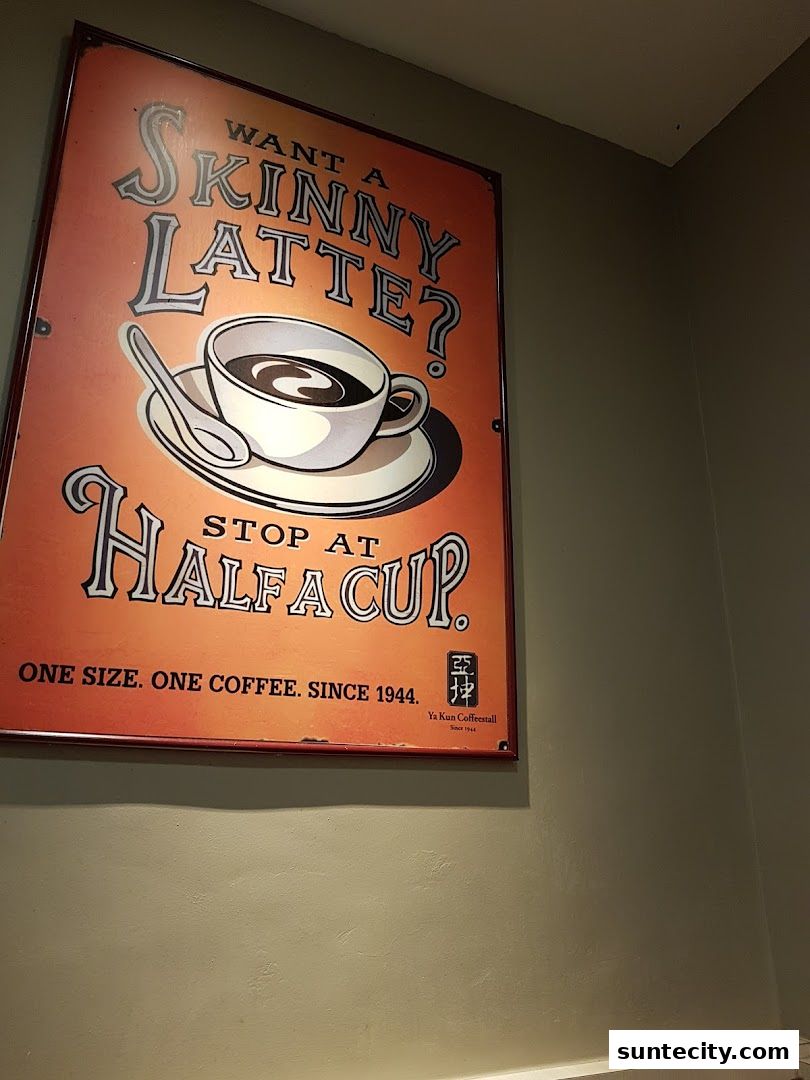 WANT A
SKINNY
LATTE?
STOP AT
HALF A CUP.
ONE SIZE. ONE COFFEE. SINCE 1944.
亞坤
Ya Kun Coffeestall
Since 1944
suntecity.com